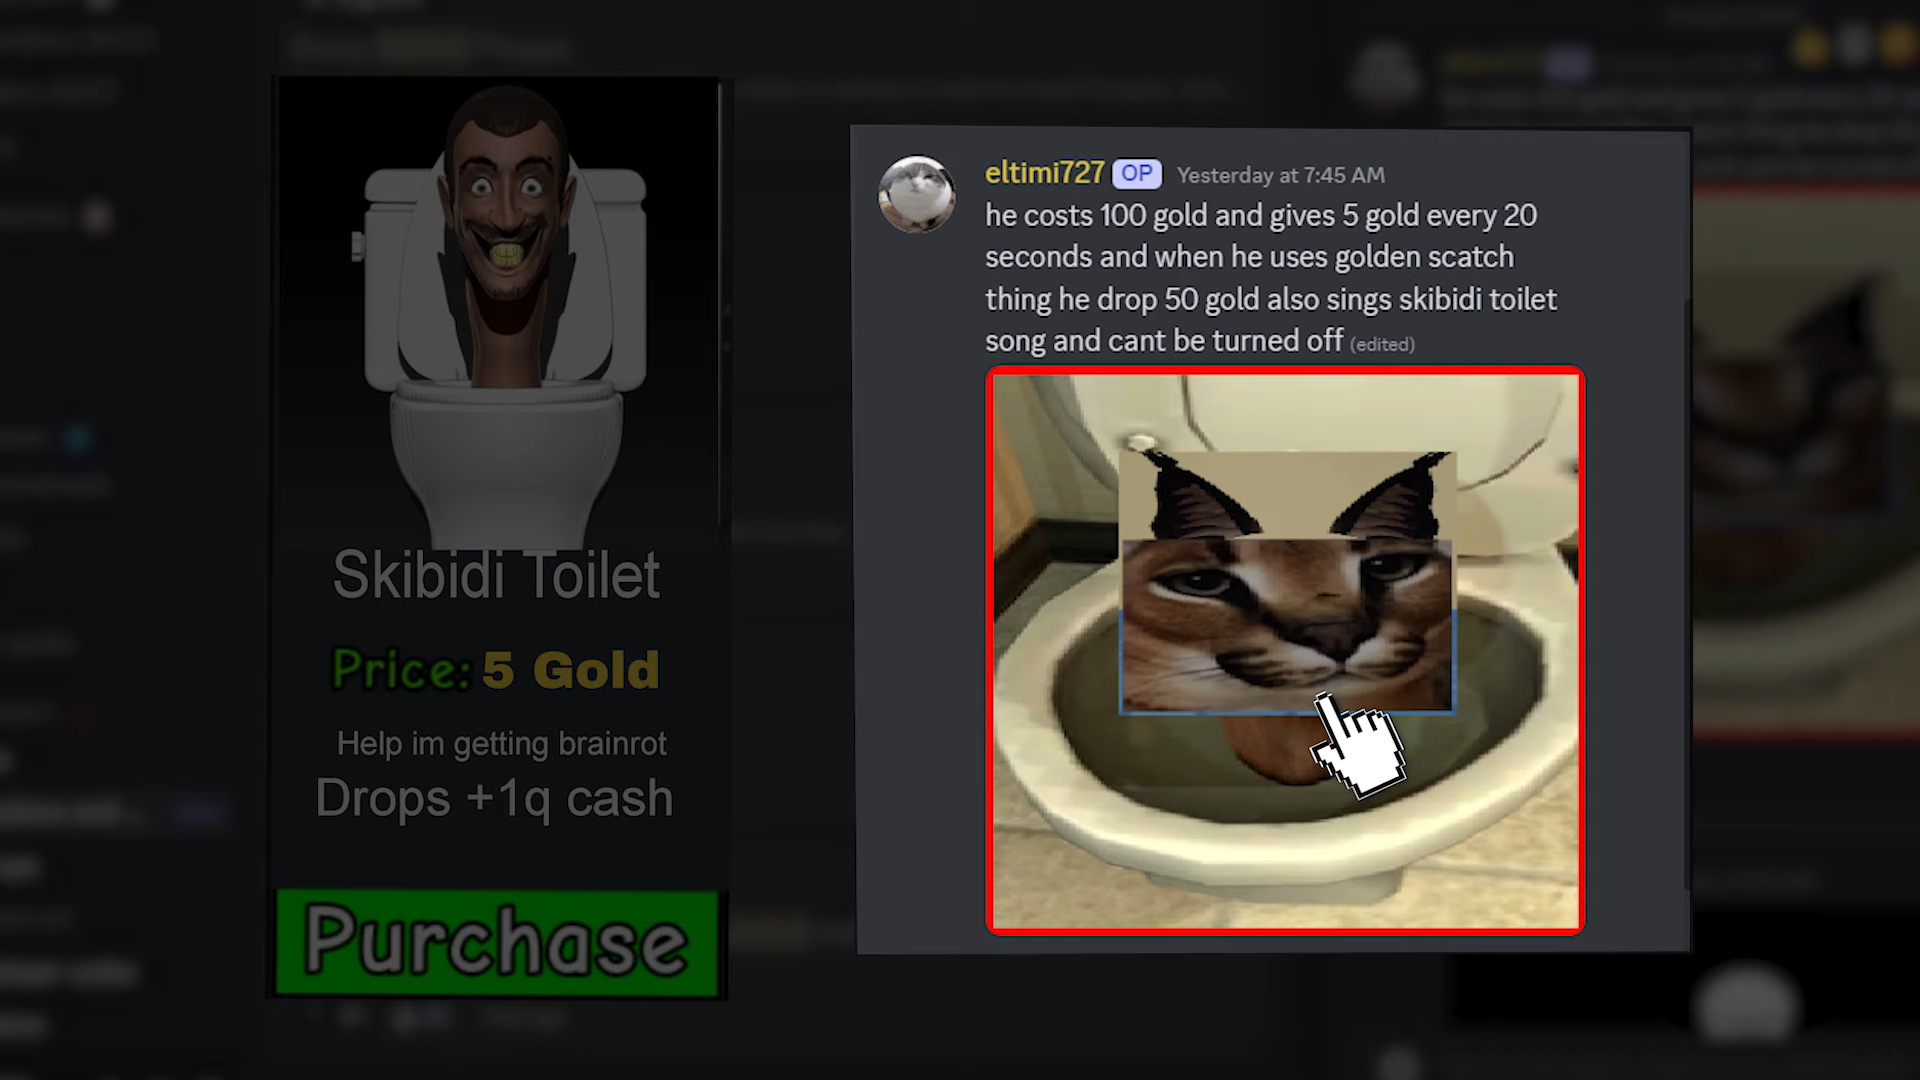 Skibidi Toilet
Price: 5 Gold
Help im getting brainrot
Drops +1q cash
Purchase
eltimi727 OP Yesterday at 7:45 AM
he costs 100 gold and gives 5 gold every 20
seconds and when he uses golden scatch
thing he drop 50 gold also sings skibidi toilet
song and cant be turned off (edited)